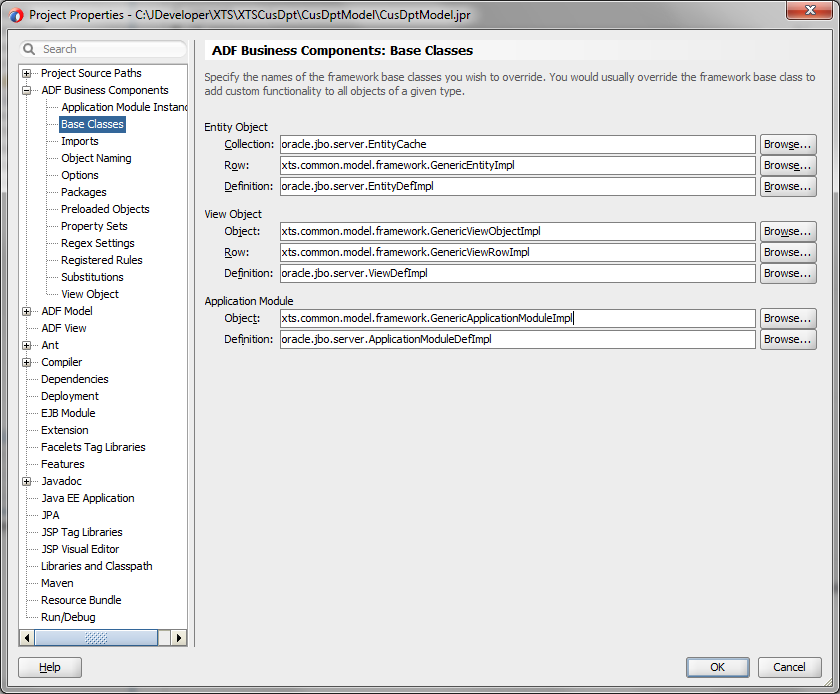 Project Properties - C:\JDeveloper\XTS\XTSCusDpt\CusDptModel\CusDptModel.jpr
Search
Project Source Paths
ADF Business Components
Application Module Instanc
Base Classes
Imports
Object Naming
Options
Packages
Preloaded Objects
Property Sets
Regex Settings
Registered Rules
Substitutions
View Object
ADF Model
ADF View
Ant
Compiler
Dependencies
Deployment
EJB Module
Extension
Facelets Tag Libraries
Features
Javadoc
Java EE Application
JPA
JSP Tag Libraries
JSP Visual Editor
Libraries and Classpath
Maven
Resource Bundle
Run/Debug
ADF Business Components: Base Classes
Specify the names of the framework base classes you wish to override. You would usually override the framework base class to
add custom functionality to all objects of a given type.
Entity Object
Collection: oracle.jbo.server.EntityCache Browse...
Row: xts.common.model.framework.GenericEntityImpl Browse...
Definition: oracle.jbo.server.EntityDefImpl Browse...
View Object
Object: xts.common.model.framework.GenericViewObjectImpl Browse...
Row: xts.common.model.framework.GenericViewRowImpl Browse...
Definition: oracle.jbo.server.ViewDefImpl Browse...
Application Module
Object: xts.common.model.framework.GenericApplicationModuleImpl Browse...
Definition: oracle.jbo.server.ApplicationModuleDefImpl Browse...
Help OK Cancel